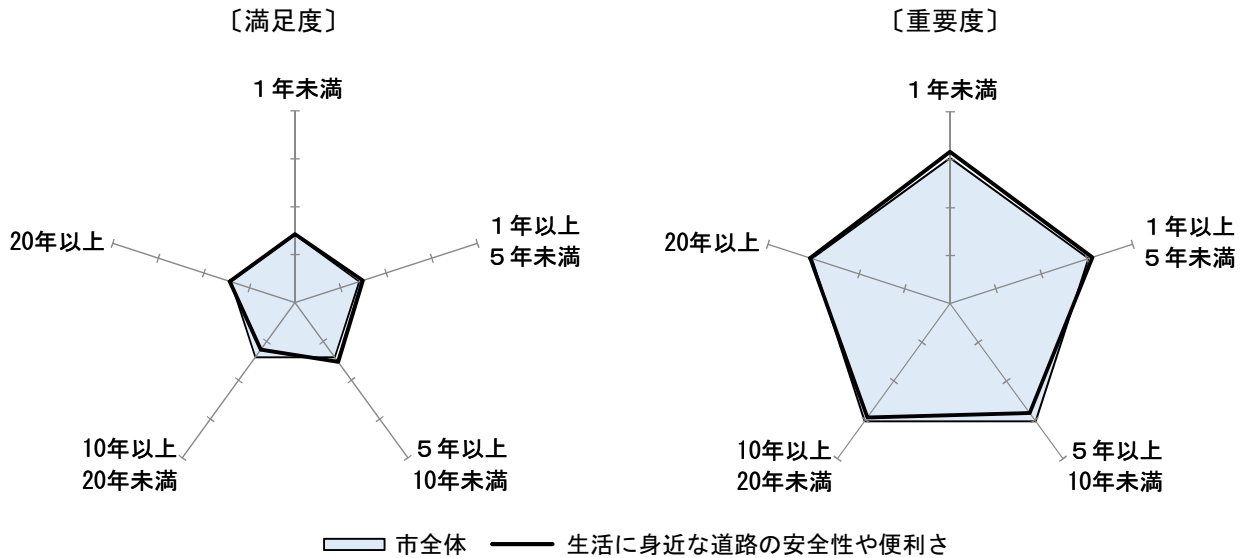 〔満足度〕
１年未満
１年以上
５年未満
５年以上
10年未満
10年以上
20年未満
20年以上
〔重要度〕
１年未満
１年以上
５年未満
５年以上
10年未満
10年以上
20年未満
20年以上
市全体
生活に身近な道路の安全性や便利さ